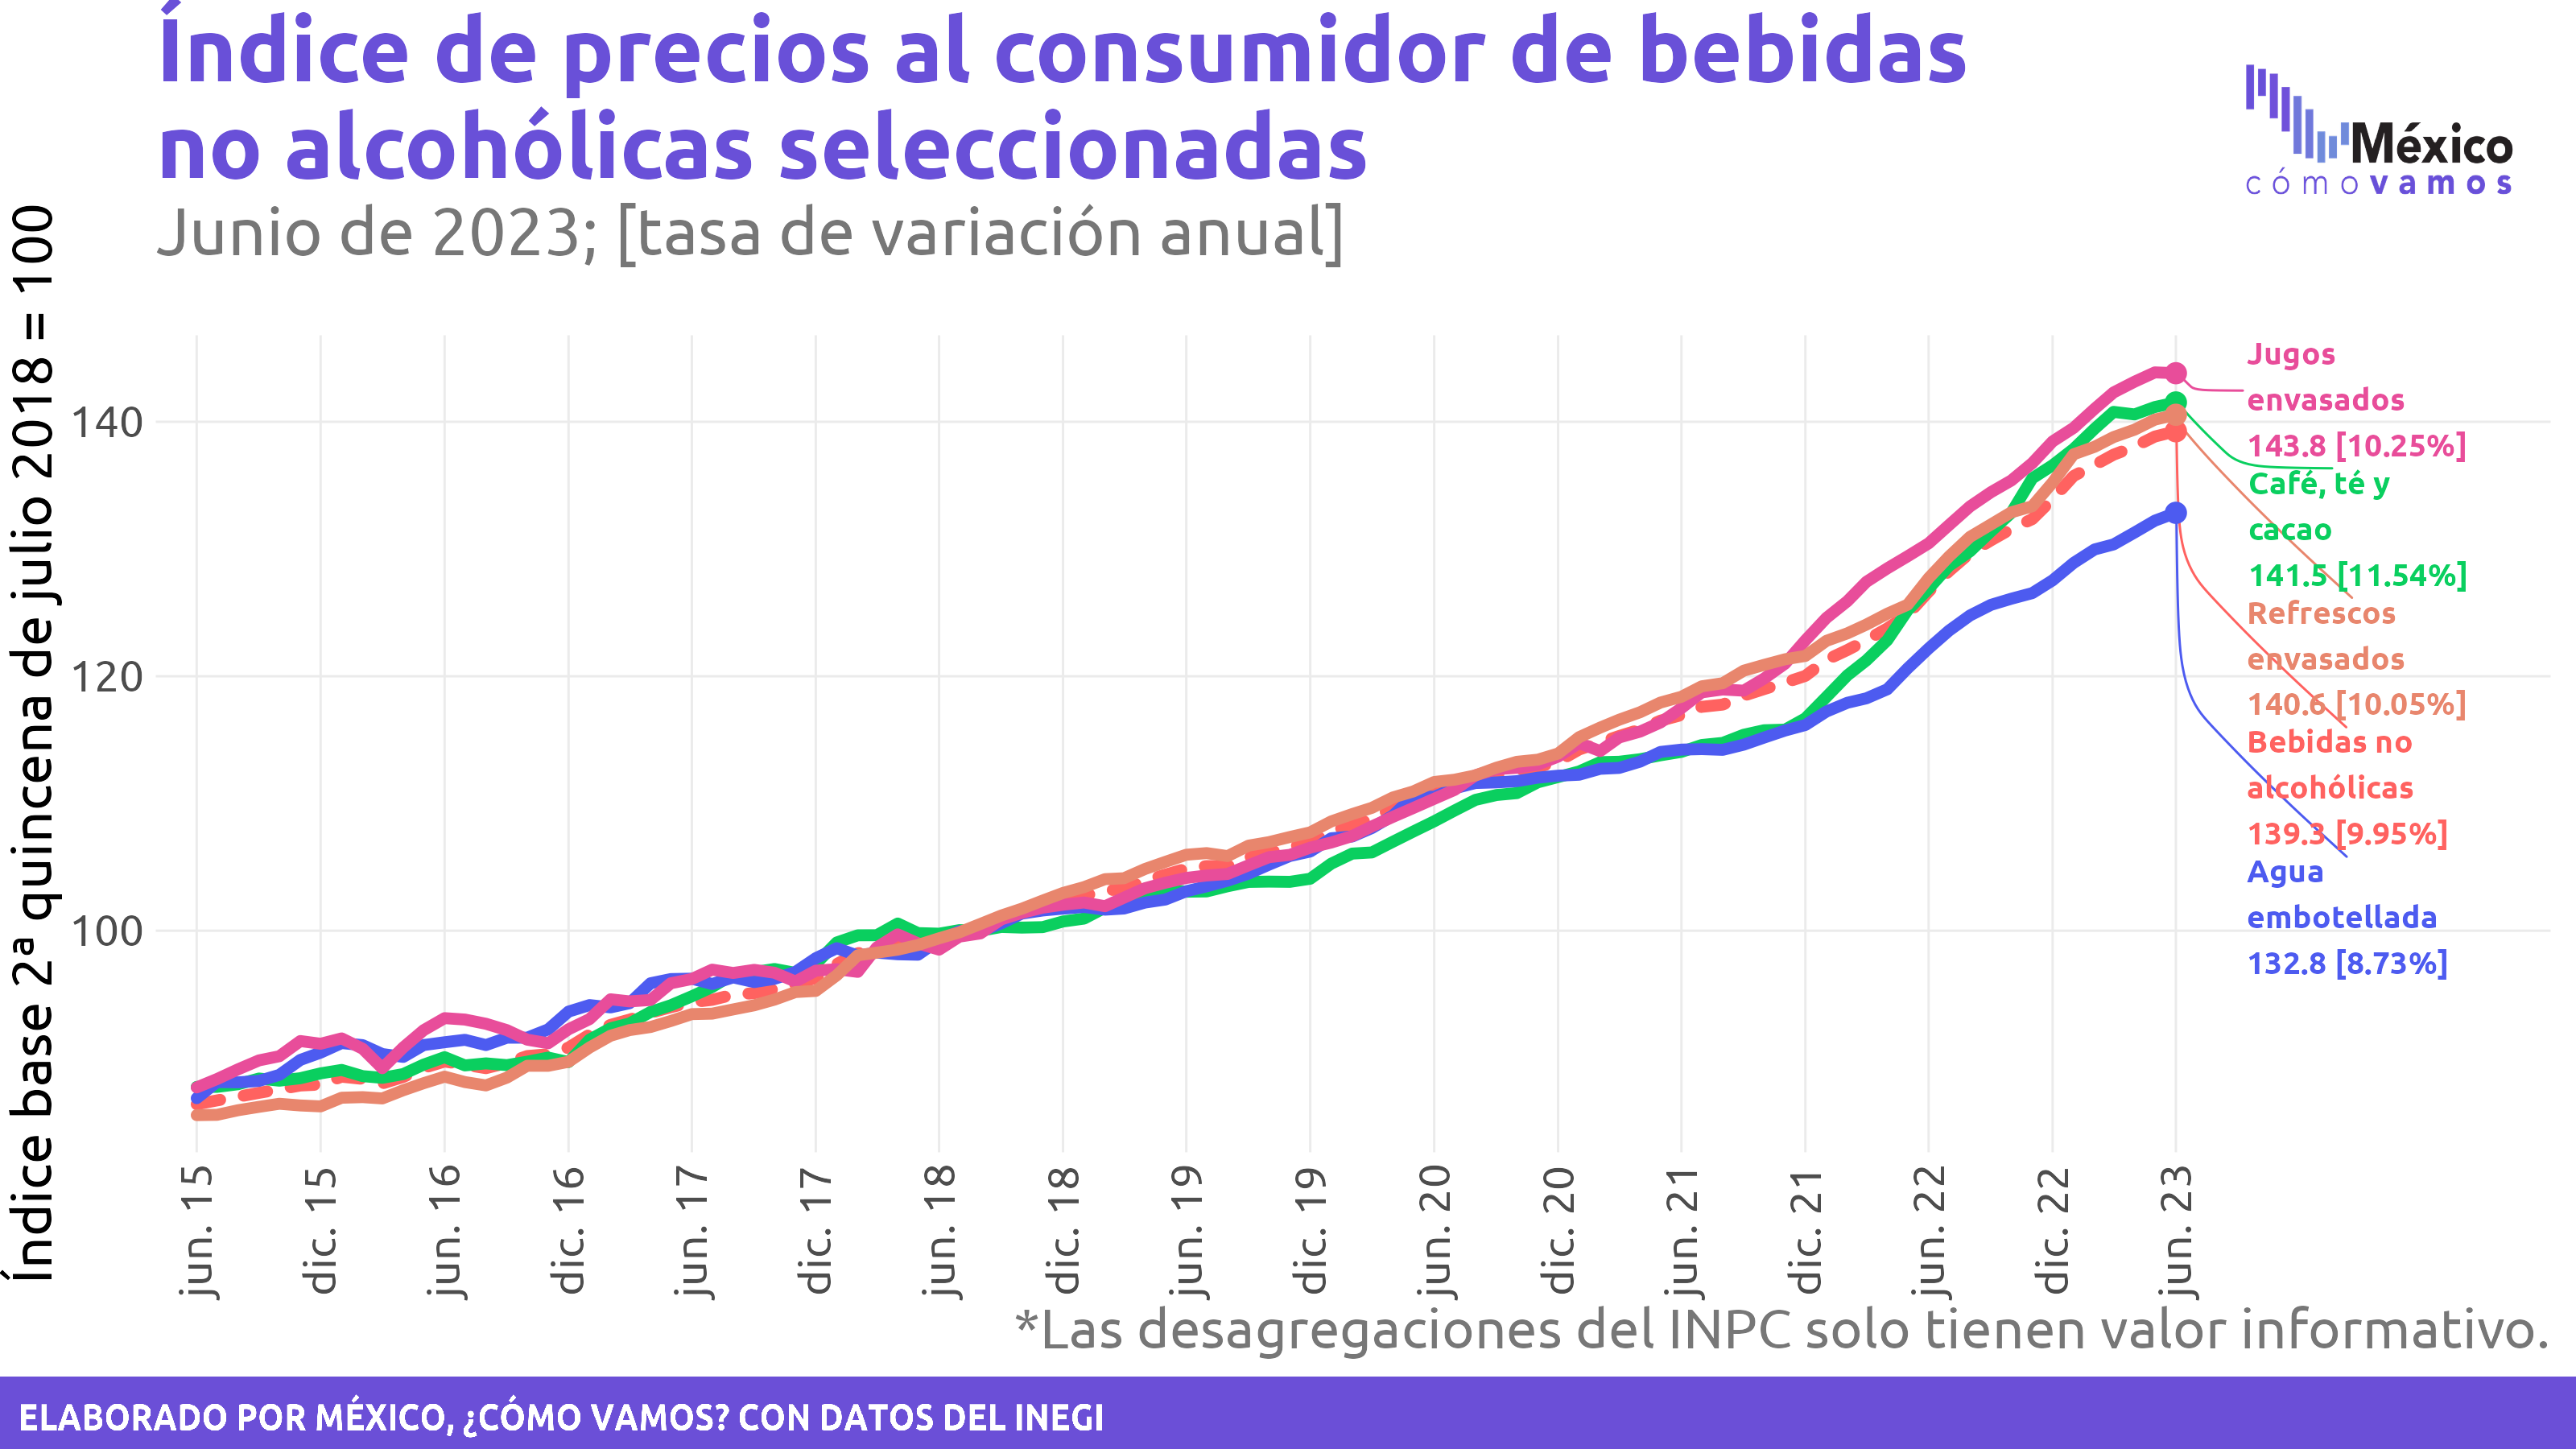 Índice de precios al consumidor de bebidas
no alcohólicas seleccionadas
Junio de 2023; [tasa de variación anual]
México
cómo vamos
Índice base 2ª quincena de julio 2018 = 100
140
120
100
Jugos
envasados
143.8 [10.25%]
Café, té y
cacao
141.5 [11.54%]
Refrescos
envasados
140.6 [10.05%]
Bebidas no
alcohólicas
139.3 [9.95%]
Agua
embotellada
132.8 [8.73%]
jun. 15
dic. 15
jun. 16
dic. 16
jun. 17
dic. 17
jun. 18
dic. 18
jun. 19
dic. 19
jun. 20
dic. 20
jun. 21
dic. 21
jun. 22
dic. 22
jun. 23
*Las desagregaciones del INPC solo tienen valor informativo.
ELABORADO POR MÉXICO, ¿CÓMO VAMOS? CON DATOS DEL INEGI